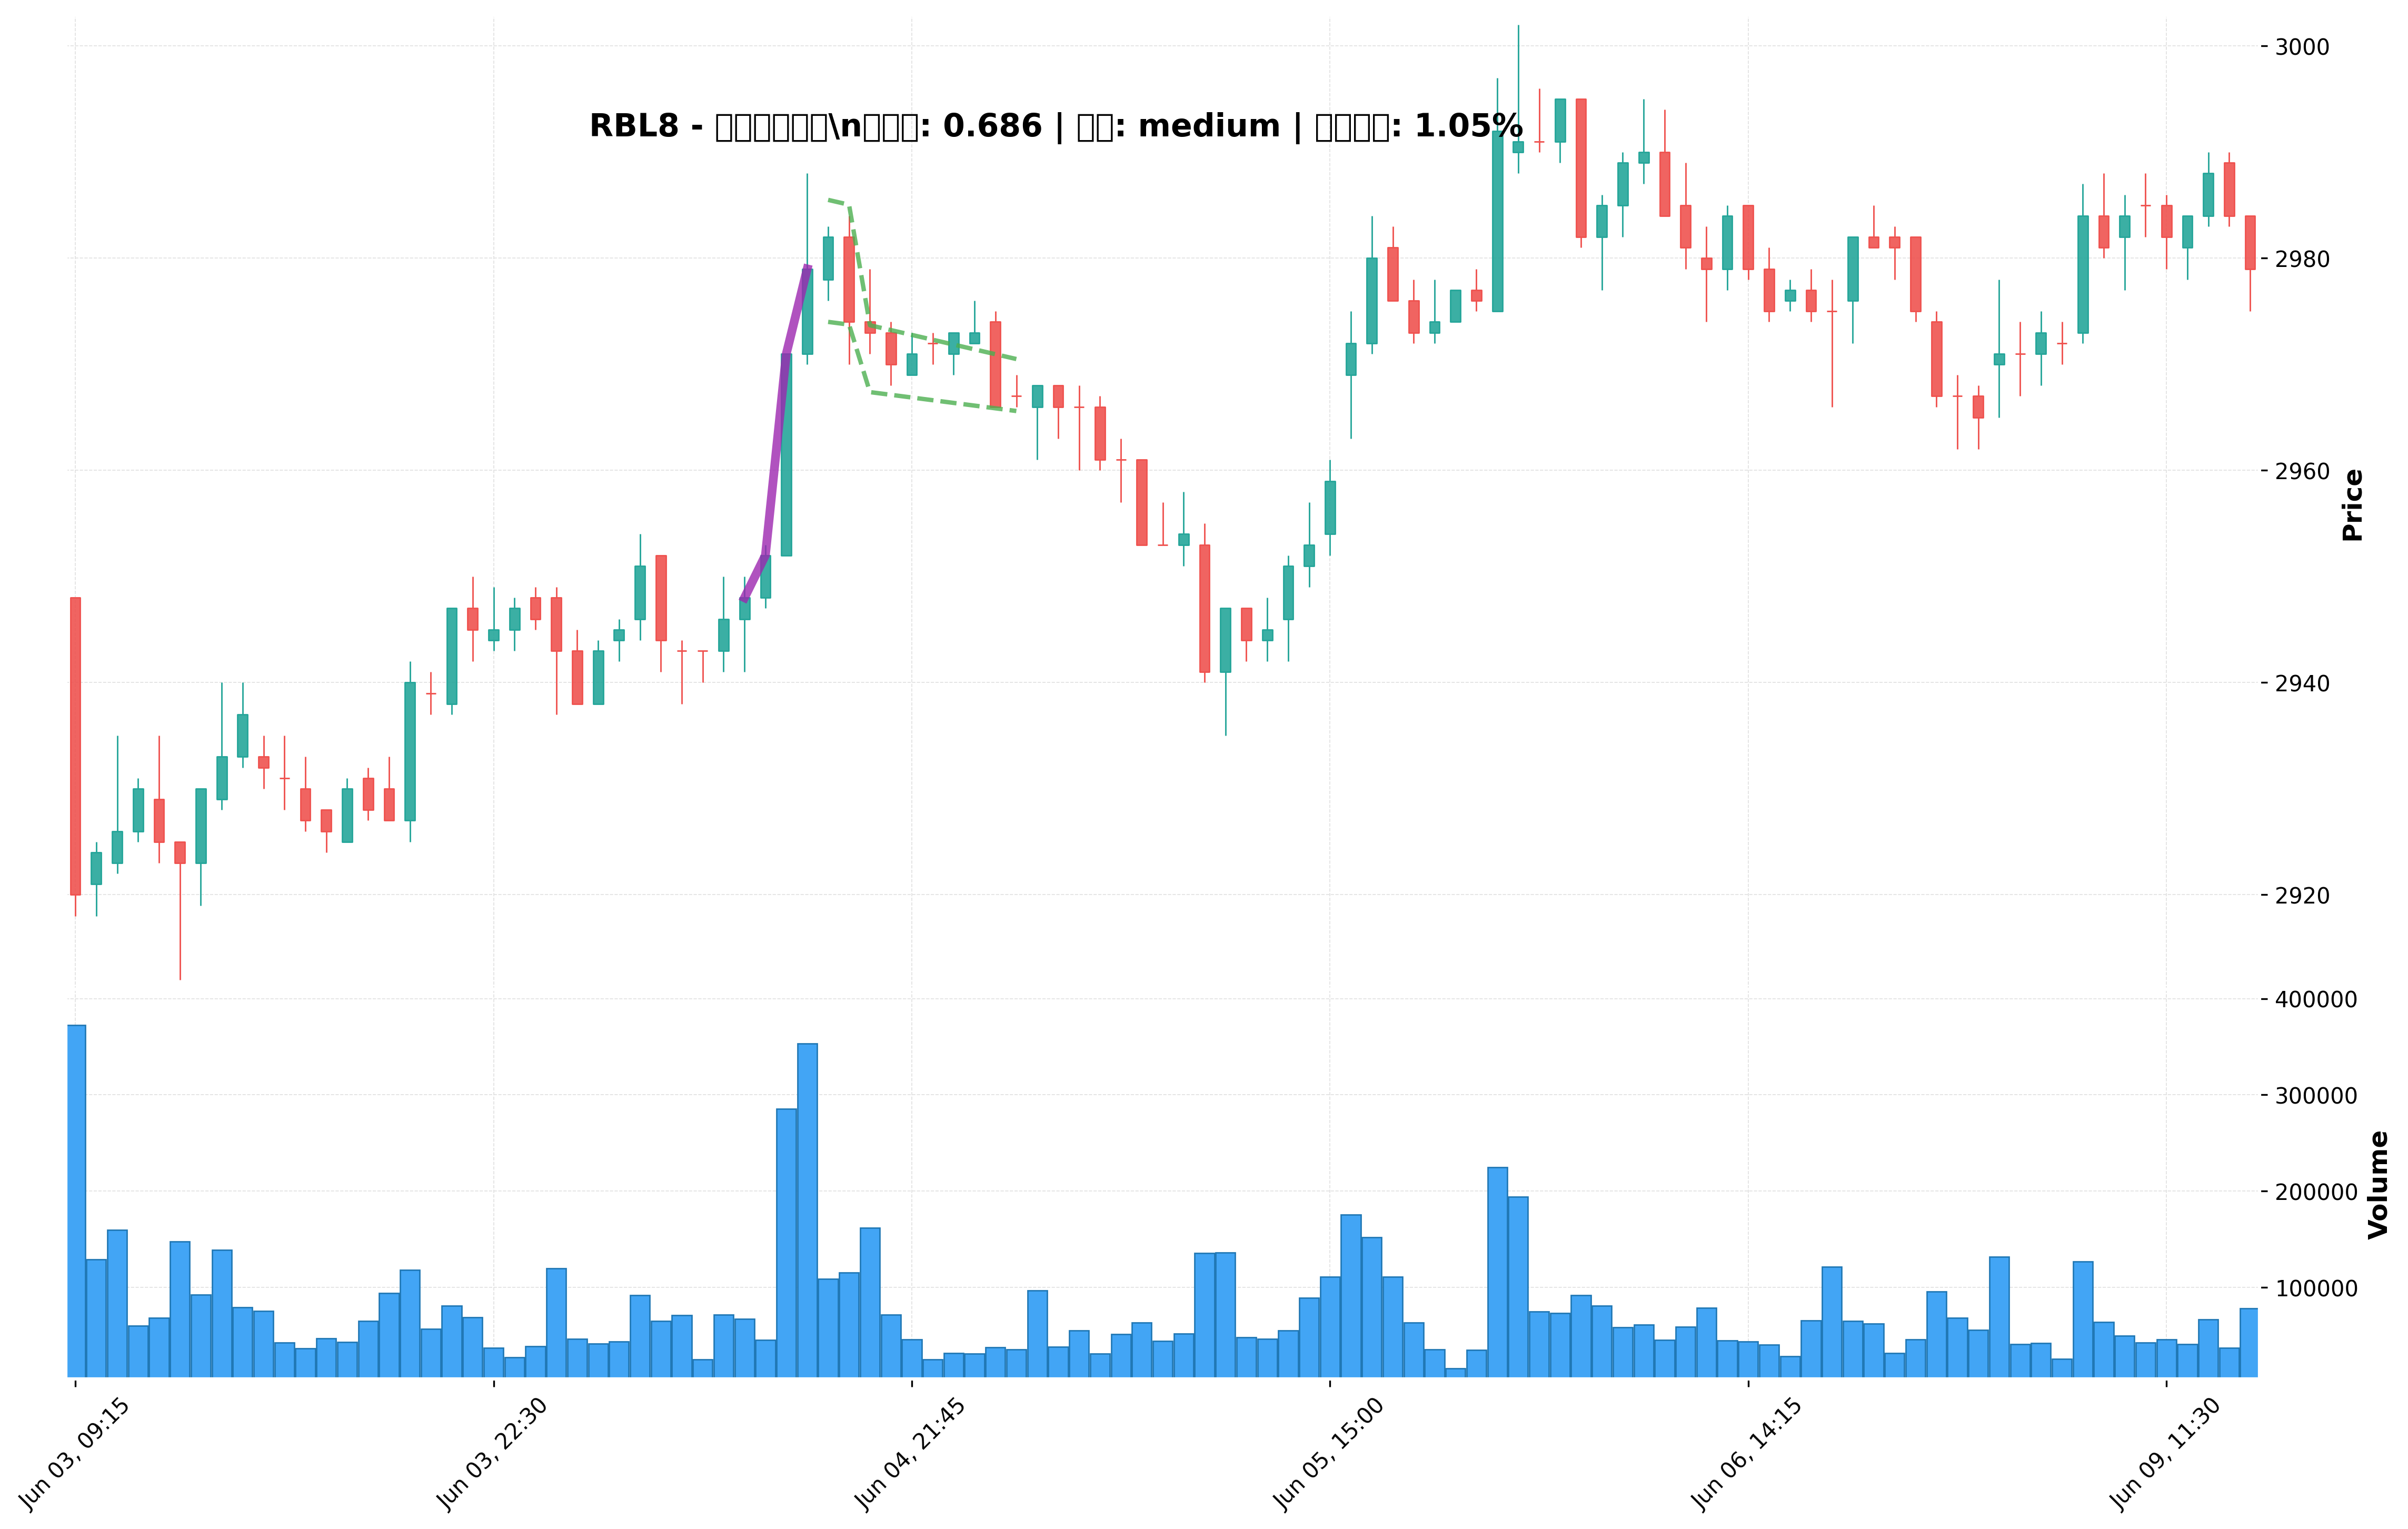 RBL8 - □□□□□□\n□□□: 0.686 | □□: medium | □□□□: 1.05%
3000
2980
2960
2940
2920
Price
400000
300000
200000
100000
Volume
Jun 03, 09:15
Jun 03, 22:30
Jun 04, 21:45
Jun 05, 15:00
Jun 06, 14:15
Jun 09, 11:30